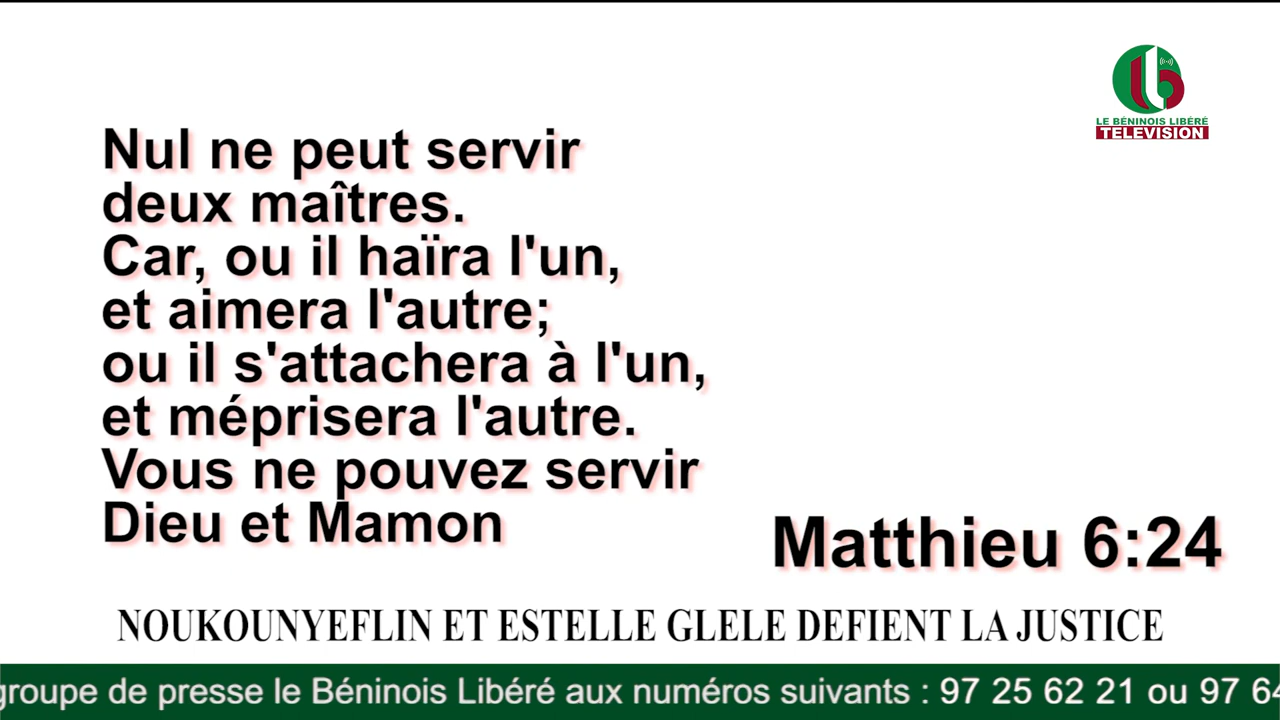 LE BÉNINOIS LIBÉRÉ
TELEVISION
Nul ne peut servir
deux maîtres.
Car, ou il haïra l'un,
et aimera l'autre;
ou il s'attachera à l'un,
et méprisera l'autre.
Vous ne pouvez servir
Dieu et Mamon
Matthieu 6:24
NOUKOUNYEFLIN ET ESTELLE GLELE DEFIENT LA JUSTICE
groupe de presse le Béninois Libéré aux numéros suivants : 97 25 62 21 ou 97 64